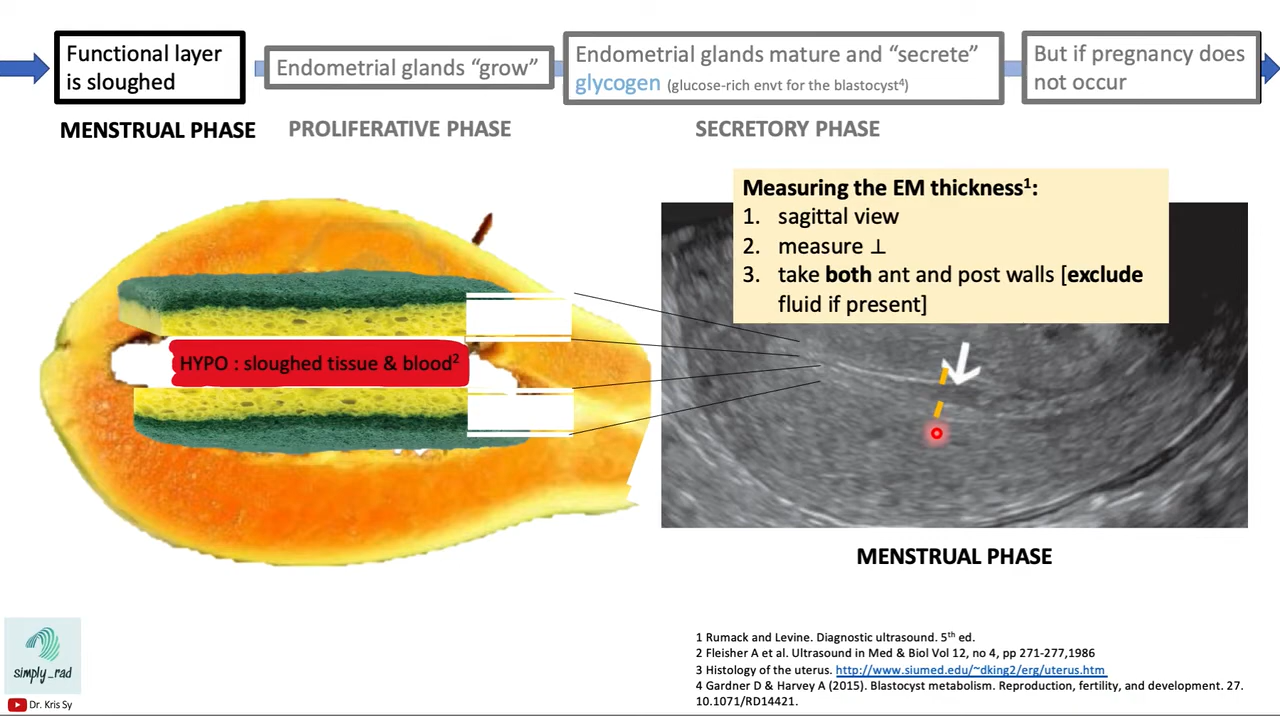 Functional layer
is sloughed
Endometrial glands “grow”
Endometrial glands mature and “secrete”
glycogen (glucose-rich envt for the blastocyst4)
But if pregnancy does
not occur
MENSTRUAL PHASE
PROLIFERATIVE PHASE
SECRETORY PHASE
Measuring the EM thickness1:
1. sagittal view
2. measure ⊥
3. take both ant and post walls [exclude
fluid if present]
HYPO : sloughed tissue & blood2
MENSTRUAL PHASE
1 Rumack and Levine. Diagnostic ultrasound. 5th ed.
2 Fleisher A et al. Ultrasound in Med & Biol Vol 12, no 4, pp 271-277,1986
3 Histology of the uterus. http://www.siumed.edu/~dking2/erg/uterus.htm
4 Gardner D & Harvey A (2015). Blastocyst metabolism. Reproduction, fertility, and development. 27.
10.1071/RD14421.
simply_rad
Dr. Kris Sy